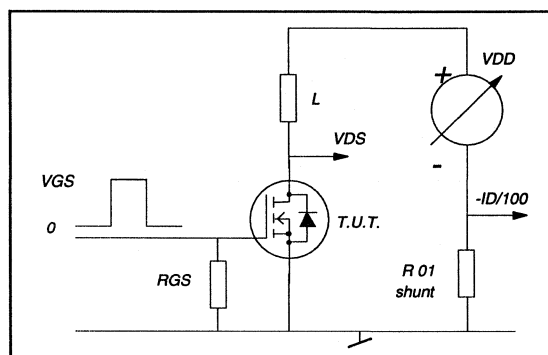 +
VDD
L
VDS
-
VGS
-ID/100
0
T.U.T.
RGS
R 01
shunt